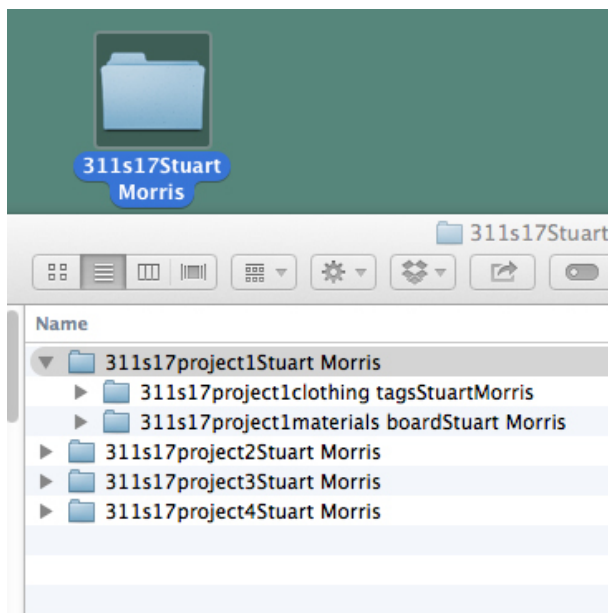 311s17Stuart
Morris
311s17Stuart
Name
311s17project1Stuart Morris
311s17project1clothing tagsStuartMorris
311s17project1materials boardStuart Morris
311s17project2Stuart Morris
311s17project3Stuart Morris
311s17project4Stuart Morris